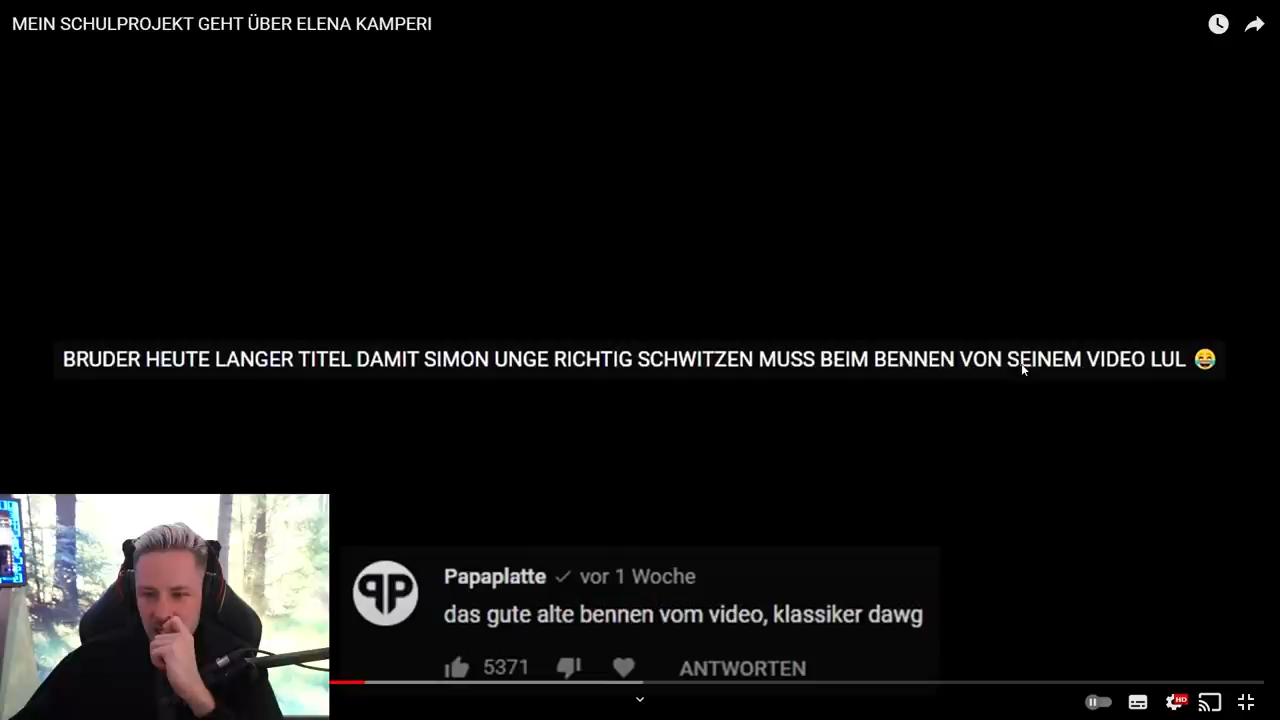 MEIN SCHULPROJEKT GEHT ÜBER ELENA KAMPERI
BRUDER HEUTE LANGER TITEL DAMIT SIMON UNGE RICHTIG SCHWITZEN MUSS BEIM BENNEN VON SEINEM VIDEO LUL 😂
Papaplatte ✓ vor 1 Woche
das gute alte bennen vom video, klassiker dawg
5371 ANTWORTEN
HD